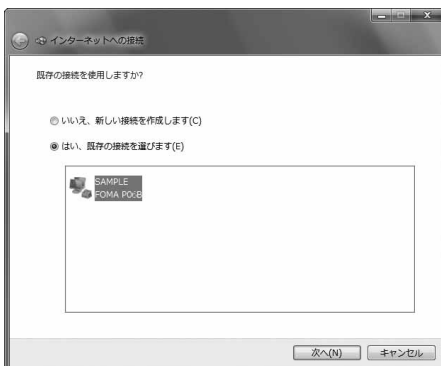 インターネットへの接続
既存の接続を使用しますか?
いいえ、新しい接続を作成します(C)
はい、既存の接続を選びます(E)
SAMPLE
FOMA P06B
次へ(N)
キャンセル